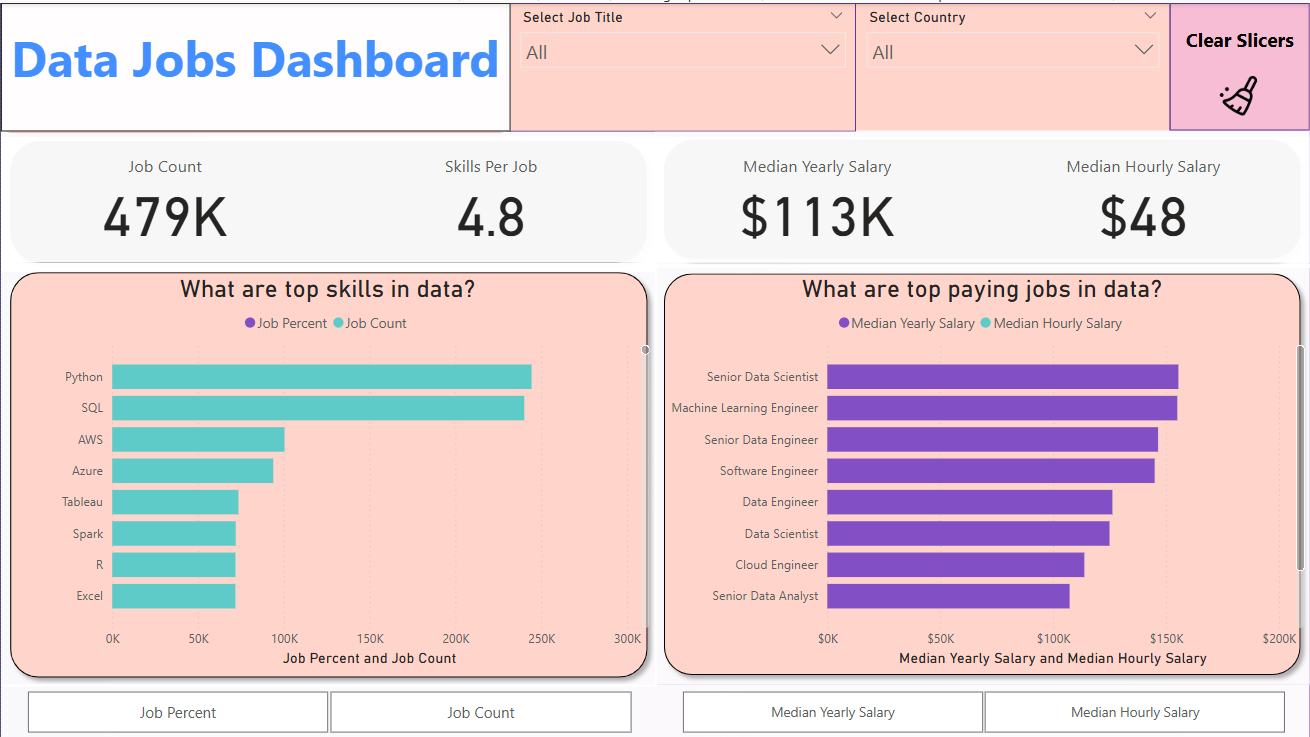 Data Jobs Dashboard
Select Job Title
All
Select Country
All
Clear Slicers
Job Count
479K
Skills Per Job
4.8
Median Yearly Salary
$113K
Median Hourly Salary
$48
What are top skills in data?
Job Percent Job Count
Python
SQL
AWS
Azure
Tableau
Spark
R
Excel
0K 50K 100K 150K 200K 250K 300K
Job Percent and Job Count
What are top paying jobs in data?
Median Yearly Salary Median Hourly Salary
Senior Data Scientist
Machine Learning Engineer
Senior Data Engineer
Software Engineer
Data Engineer
Data Scientist
Cloud Engineer
Senior Data Analyst
$0K $50K $100K $150K $200K
Median Yearly Salary and Median Hourly Salary
Job Percent
Job Count
Median Yearly Salary
Median Hourly Salary